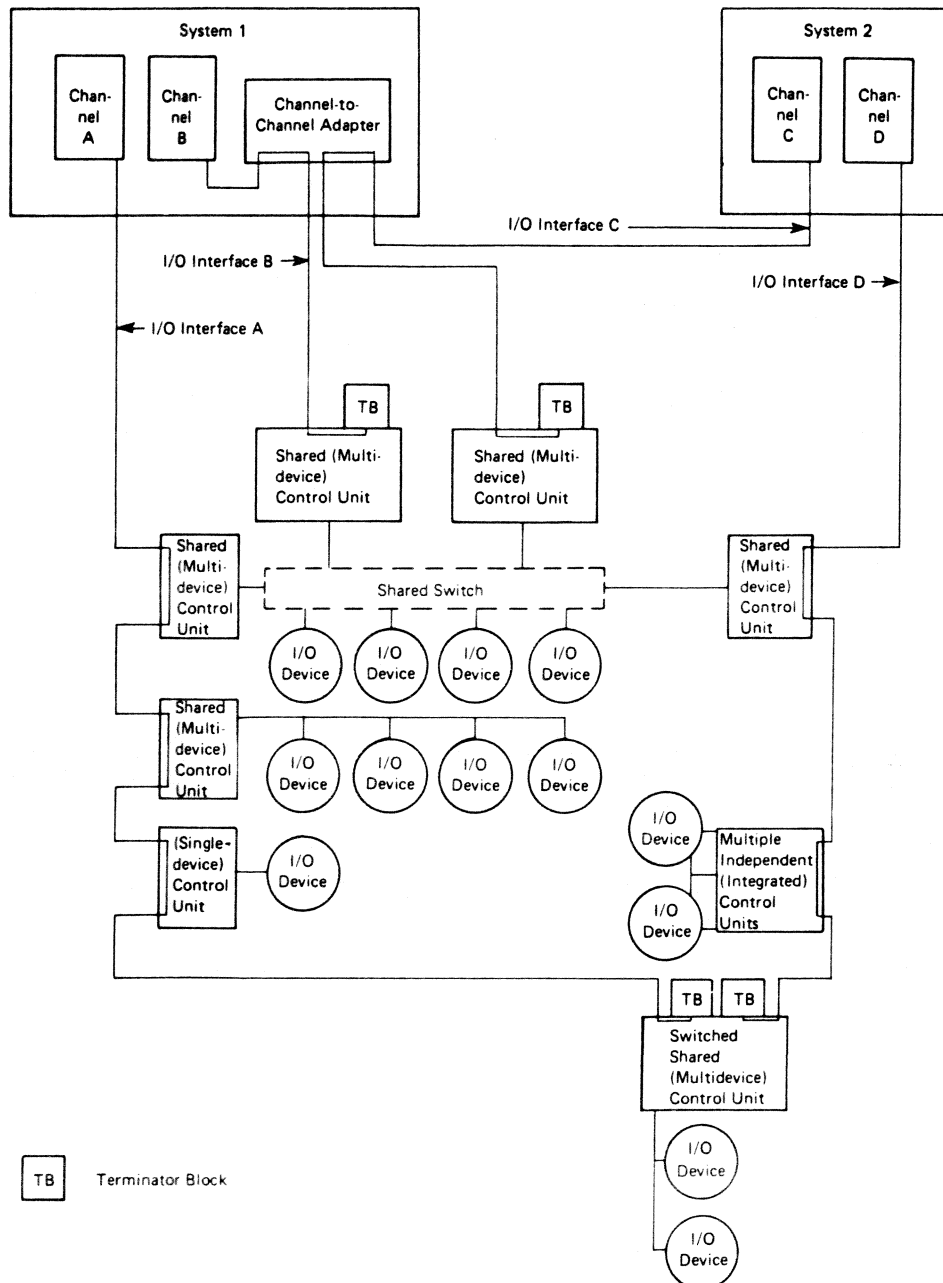 System 1
System 2
Chan-
nel
A
Chan-
nel
B
Channel-to-
Channel Adapter
Chan-
nel
C
Chan-
nel
D
I/O Interface C
I/O Interface B
I/O Interface D
I/O Interface A
TB
TB
Shared (Multi-
device)
Control Unit
Shared (Multi-
device)
Control Unit
Shared
(Multi-
device)
Control
Unit
Shared Switch
Shared
(Multi-
device)
Control
Unit
I/O
Device
I/O
Device
I/O
Device
I/O
Device
Shared
(Multi-
device)
Control
Unit
I/O
Device
I/O
Device
I/O
Device
I/O
Device
(Single-
device)
Control
Unit
I/O
Device
I/O
Device
I/O
Device
Multiple
Independent
(Integrated)
Control
Units
TB
TB
Switched
Shared
(Multidevice)
Control Unit
I/O
Device
I/O
Device
TB
Terminator Block